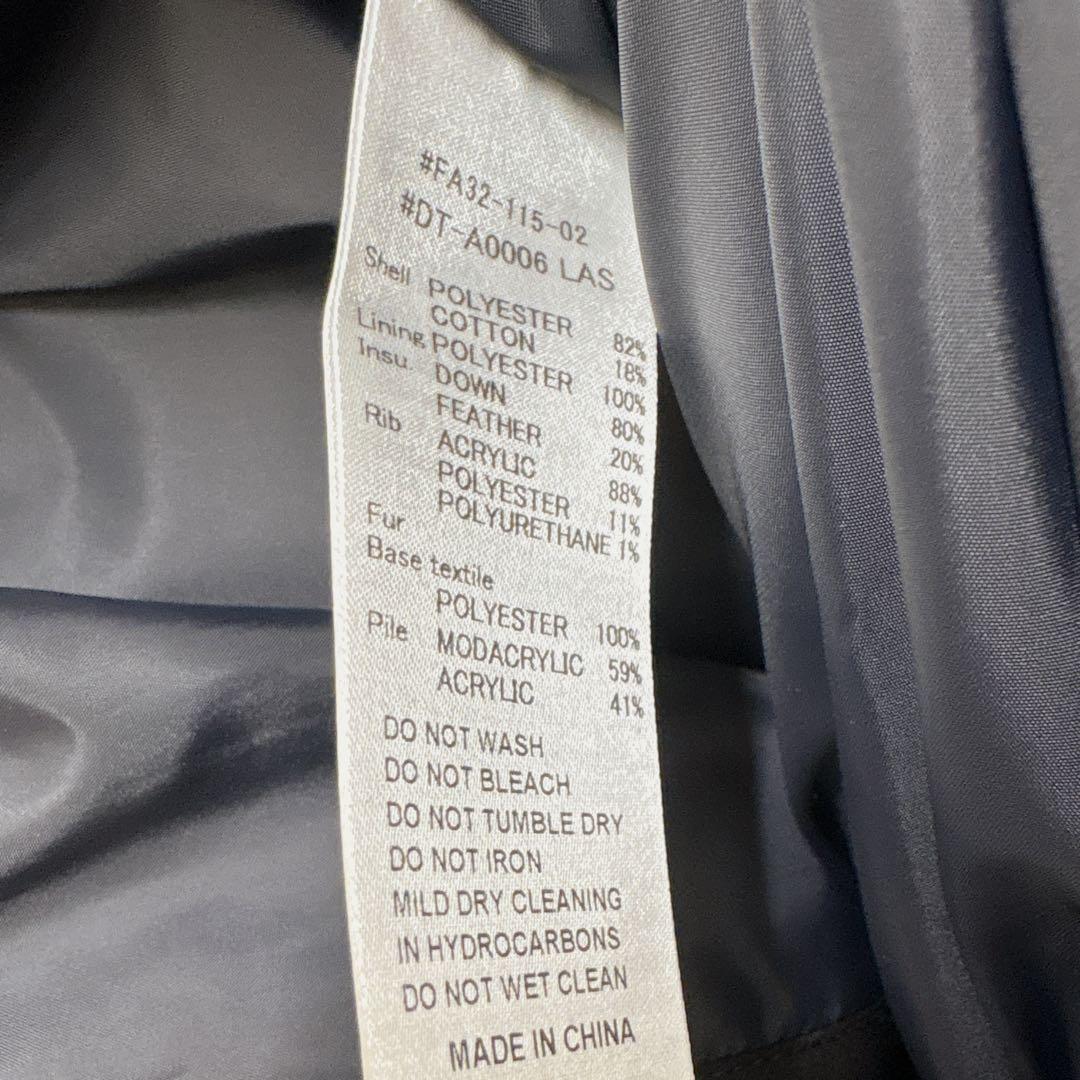 #FA32-115-02
#DT-A0006 LAS
Shell POLYESTER 82%
COTTON 18%
Lining POLYESTER 100%
Insu. DOWN 80%
FEATHER 20%
Rib ACRYLIC 88%
POLYESTER 11%
POLYURETHANE 1%
Fur
Base textile
POLYESTER 100%
Pile MODACRYLIC 59%
ACRYLIC 41%
DO NOT WASH
DO NOT BLEACH
DO NOT TUMBLE DRY
DO NOT IRON
MILD DRY CLEANING
IN HYDROCARBONS
DO NOT WET CLEAN
MADE IN CHINA